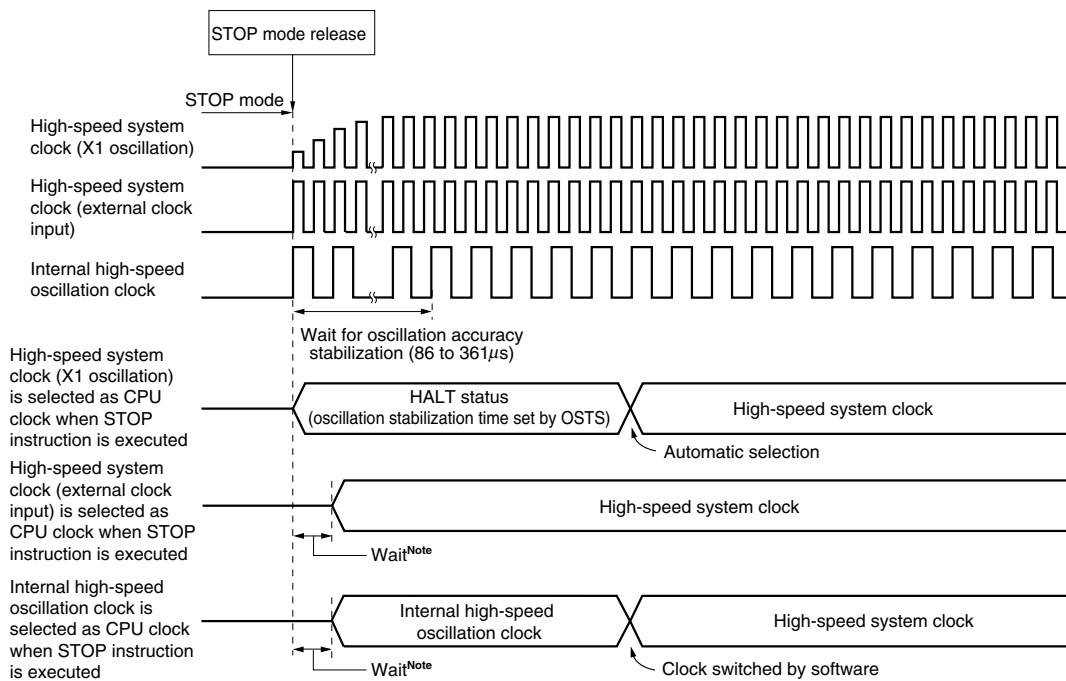 STOP mode release
STOP mode
High-speed system
clock (X1 oscillation)
High-speed system
clock (external clock
input)
Internal high-speed
oscillation clock
Wait for oscillation accuracy
stabilization (86 to 361μs)
High-speed system
clock (X1 oscillation)
is selected as CPU
clock when STOP
instruction is executed
HALT status
(oscillation stabilization time set by OSTS)
High-speed system clock
Automatic selection
High-speed system
clock (external clock
input) is selected as
CPU clock when STOP
instruction is executed
High-speed system clock
WaitNote
Internal high-speed
oscillation clock is
selected as CPU clock
when STOP instruction
is executed
Internal high-speed
oscillation clock
High-speed system clock
WaitNote
Clock switched by software